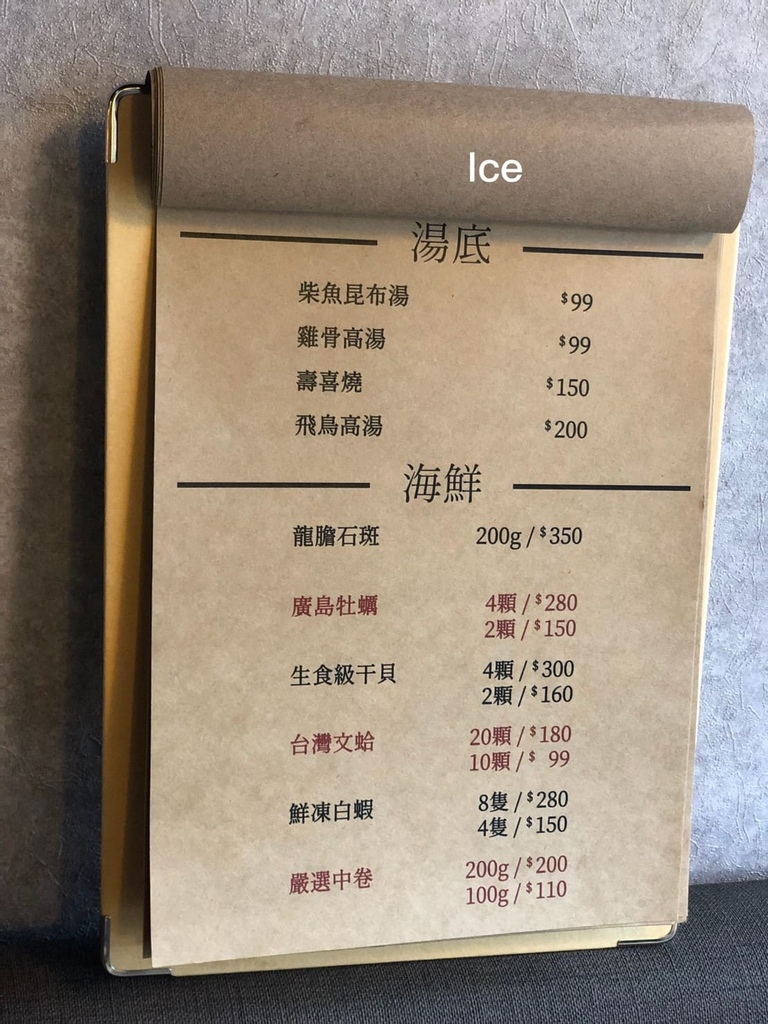 Ice
湯底
柴魚昆布湯 $99
雞骨高湯 $99
壽喜燒 $150
飛鳥高湯 $200
海鮮
龍膽石斑 200g / $350
廣島牡蠣 4顆 / $280
2顆 / $150
生食級干貝 4顆 / $300
2顆 / $160
台灣文蛤 20顆 / $180
10顆 / $ 99
鮮凍白蝦 8隻 / $280
4隻 / $150
嚴選中卷 200g / $200
100g / $110